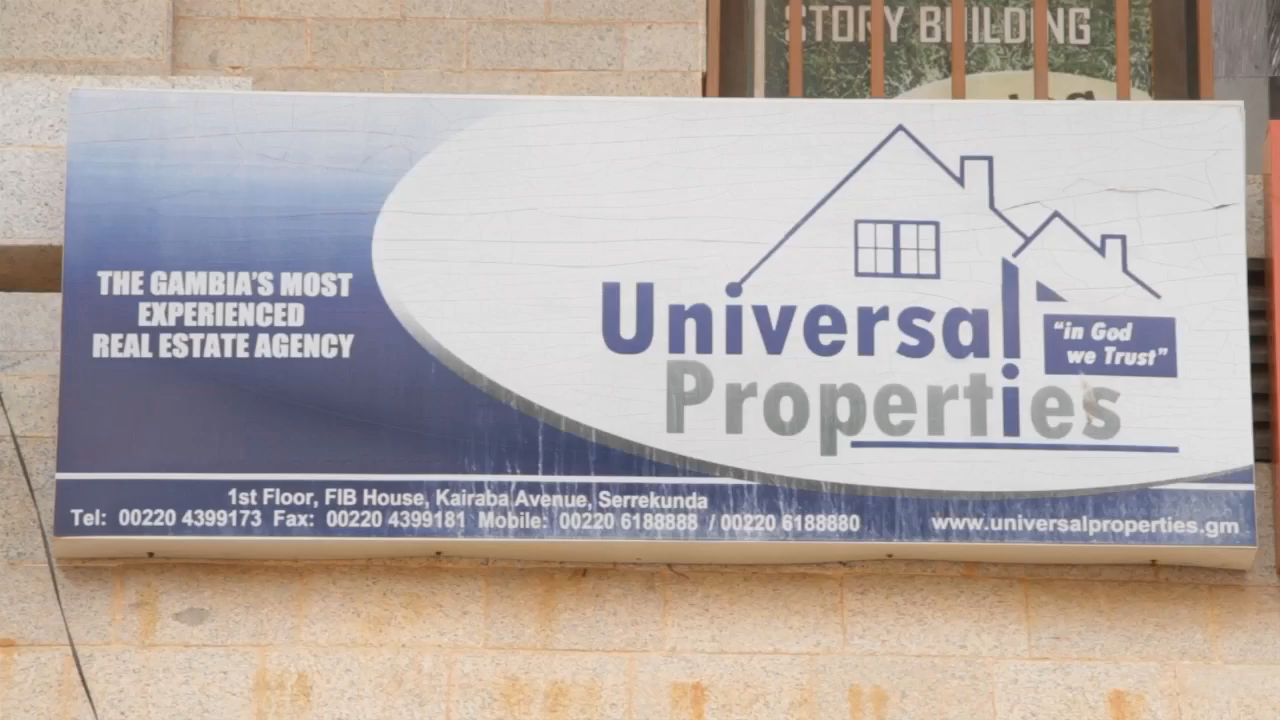 STORY BUILDING
THE GAMBIA'S MOST
EXPERIENCED
REAL ESTATE AGENCY
Universal
Properties
"in God
we Trust"
1st Floor, FIB House, Kairaba Avenue, Serrekunda
Tel: 00220 4399173 Fax: 00220 4399181 Mobile: 00220 6188888 / 00220 6188880
www.universalproperties.gm